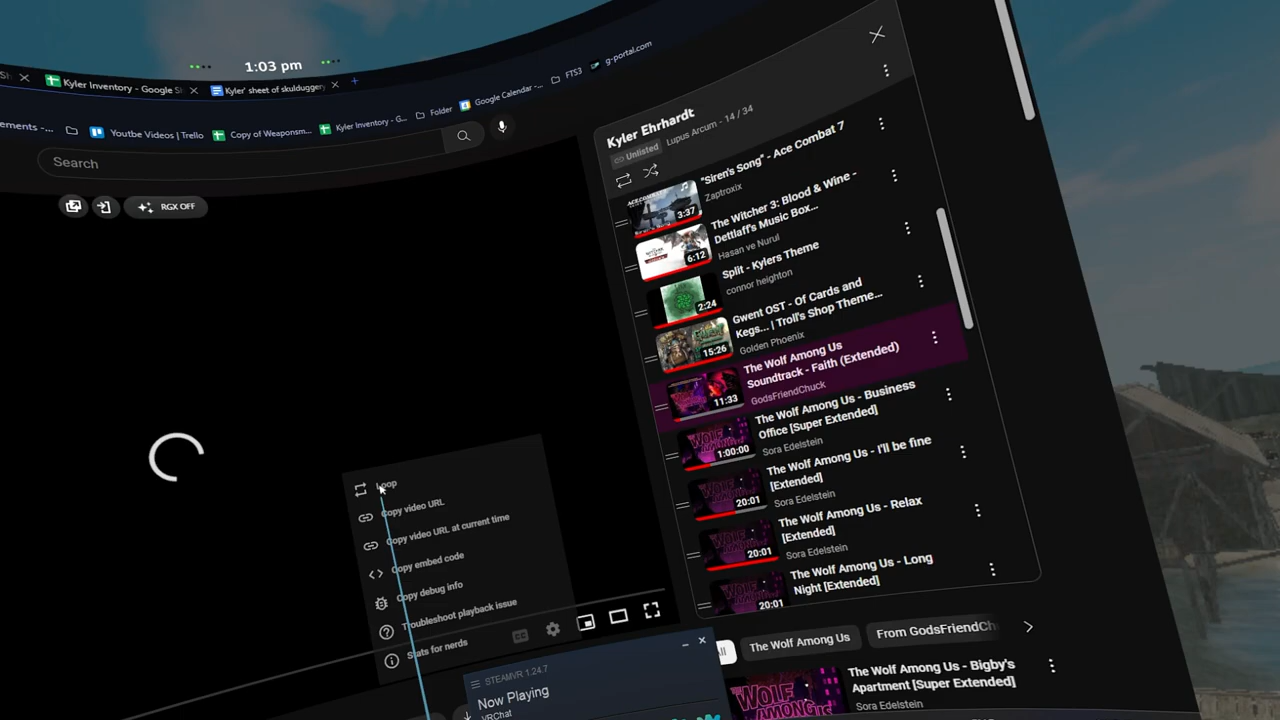 1:03 pm
Kyler Inventory - Google S
Kyler' sheet of skulduggery
ements -...
Youtbe Videos | Trello
Copy of Weaponsm...
Kyler Inventory - G...
Folder
Google Calendar -...
FTS3
g-portal.com
Search
RGX OFF
Kyler Ehrhardt
Unlisted
Lupus Arcum - 14 / 34
"Siren's Song" - Ace Combat 7
Zaptroxix
3:37
The Witcher 3: Blood & Wine -
Dettlaff's Music Box...
Hasan ve Nurul
6:12
Split - Kylers Theme
connor heighton
2:24
Gwent OST - Of Cards and
Kegs... | Troll's Shop Theme...
Golden Phoenix
15:26
The Wolf Among Us
Soundtrack - Faith (Extended)
GodsFriendChuck
11:33
The Wolf Among Us - Business
Office [Super Extended]
Sora Edelstein
1:00:00
The Wolf Among Us - I'll be fine
[Extended]
Sora Edelstein
20:01
The Wolf Among Us - Relax
[Extended]
Sora Edelstein
20:01
The Wolf Among Us - Long
Night [Extended]
20:01
Loop
Copy video URL
Copy video URL at current time
Copy embed code
Copy debug info
Troubleshoot playback issue
Stats for nerds
STEAMVR 1.24.7
Now Playing
VRChat
All
The Wolf Among Us
From GodsFriendCh
The Wolf Among Us - Bigby's
Apartment [Super Extended]
Sora Edelstein